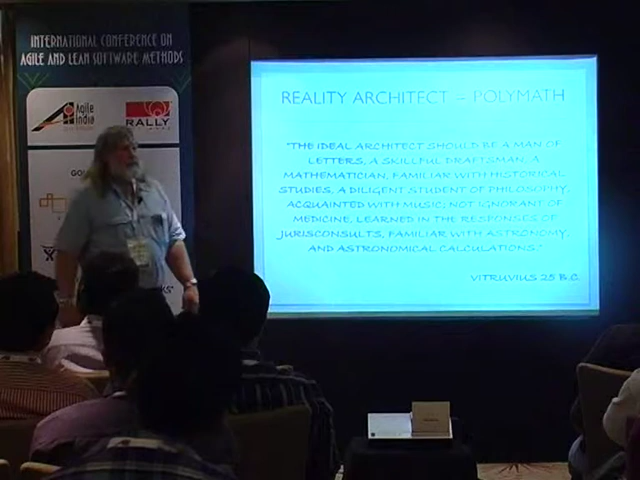 INTERNATIONAL CONFERENCE ON
AGILE AND LEAN SOFTWARE METHODS
Agile
India
RALLY
REALITY ARCHITECT – POLYMATH
"THE IDEAL ARCHITECT SHOULD BE A MAN OF
LETTERS, A SKILLFUL DRAFTSMAN, A
MATHEMATICIAN, FAMILIAR WITH HISTORICAL
STUDIES, A DILIGENT STUDENT OF PHILOSOPHY,
ACQUAINTED WITH MUSIC; NOT IGNORANT OF
MEDICINE, LEARNED IN THE RESPONSES OF
JURISCONSULTS, FAMILIAR WITH ASTRONOMY,
AND ASTRONOMICAL CALCULATIONS."
VITRUVIUS 25 B.C.